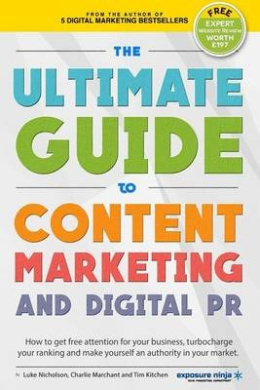 FROM THE AUTHOR OF
5 DIGITAL MARKETING BESTSELLERS
FREE
EXPERT
WEBSITE REVIEW
WORTH
£197
THE
ULTIMATE
GUIDE
TO
CONTENT
MARKETING
AND DIGITAL PR
How to get free attention for your business, turbocharge
your ranking and make yourself an authority in your market.
by Luke Nicholson, Charlie Marchant and Tim Kitchen
exposure ninja